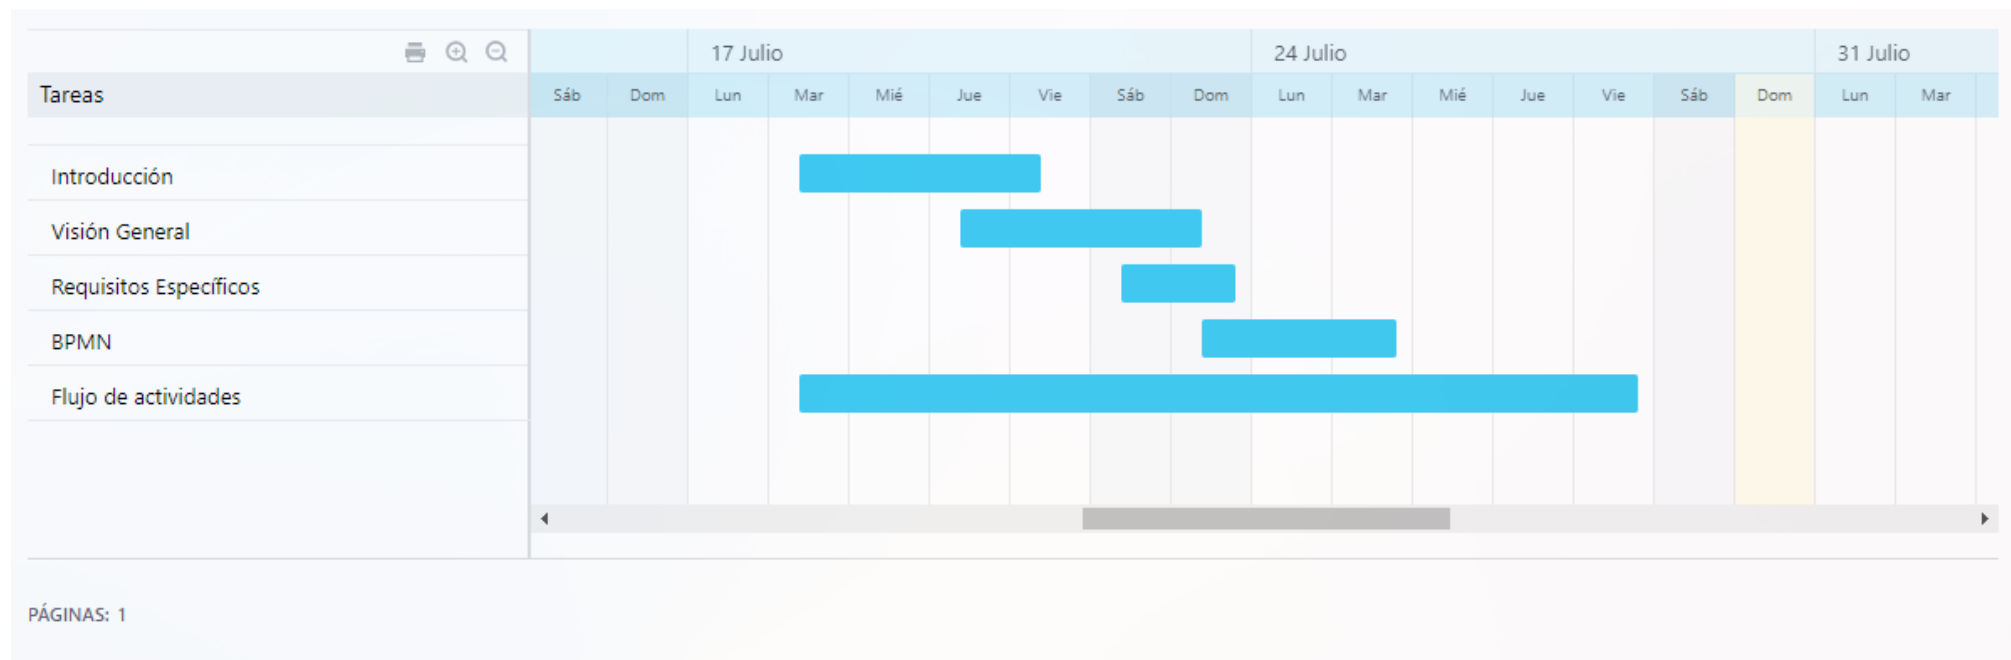 17 Julio 24 Julio 31 Julio
Tareas Sáb Dom Lun Mar Mié Jue Vie Sáb Dom Lun Mar Mié Jue Vie Sáb Dom Lun Mar
Introducción
Visión General
Requisitos Específicos
BPMN
Flujo de actividades
PÁGINAS: 1